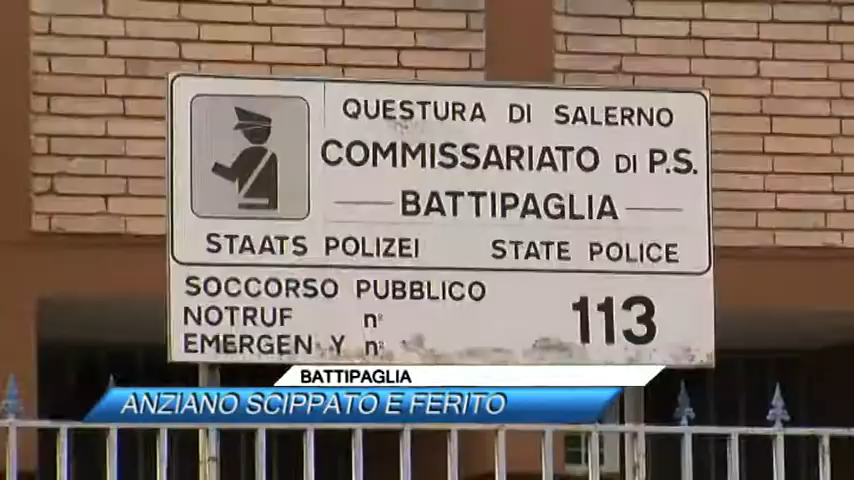 QUESTURA DI SALERNO
COMMISSARIATO DI P.S.
BATTIPAGLIA
STAATS POLIZEI STATE POLICE
SOCCORSO PUBBLICO
NOTRUF n°
EMERGEN Y n° 113
BATTIPAGLIA
ANZIANO SCIPPATO E FERITO